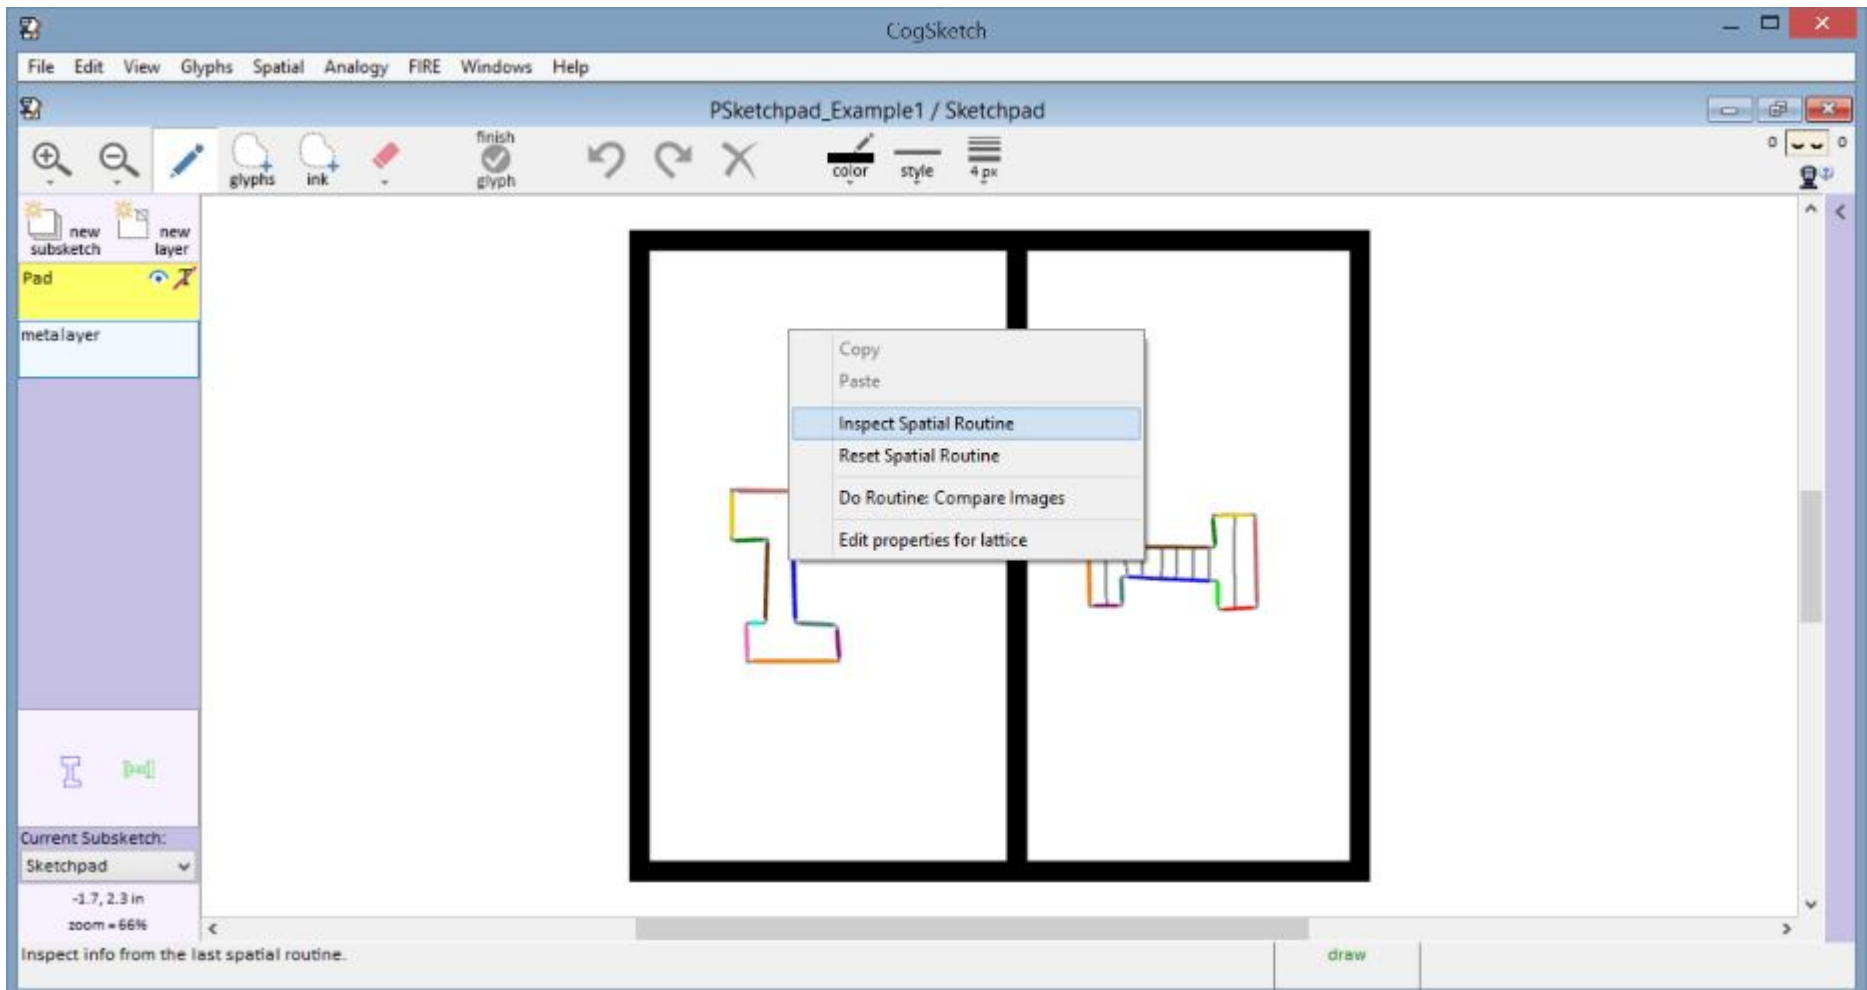 CogSketch
File Edit View Glyphs Spatial Analogy FIRE Windows Help
PSketchpad_Example1 / Sketchpad
glyphs
ink
finish
glyph
color
style
4 px
0
0
new
subsketch
new
layer
Pad
metalayer
Copy
Paste
Inspect Spatial Routine
Reset Spatial Routine
Do Routine: Compare Images
Edit properties for lattice
Current Subsketch:
Sketchpad
-1.7, 2.3 in
zoom = 66%
Inspect info from the last spatial routine.
draw